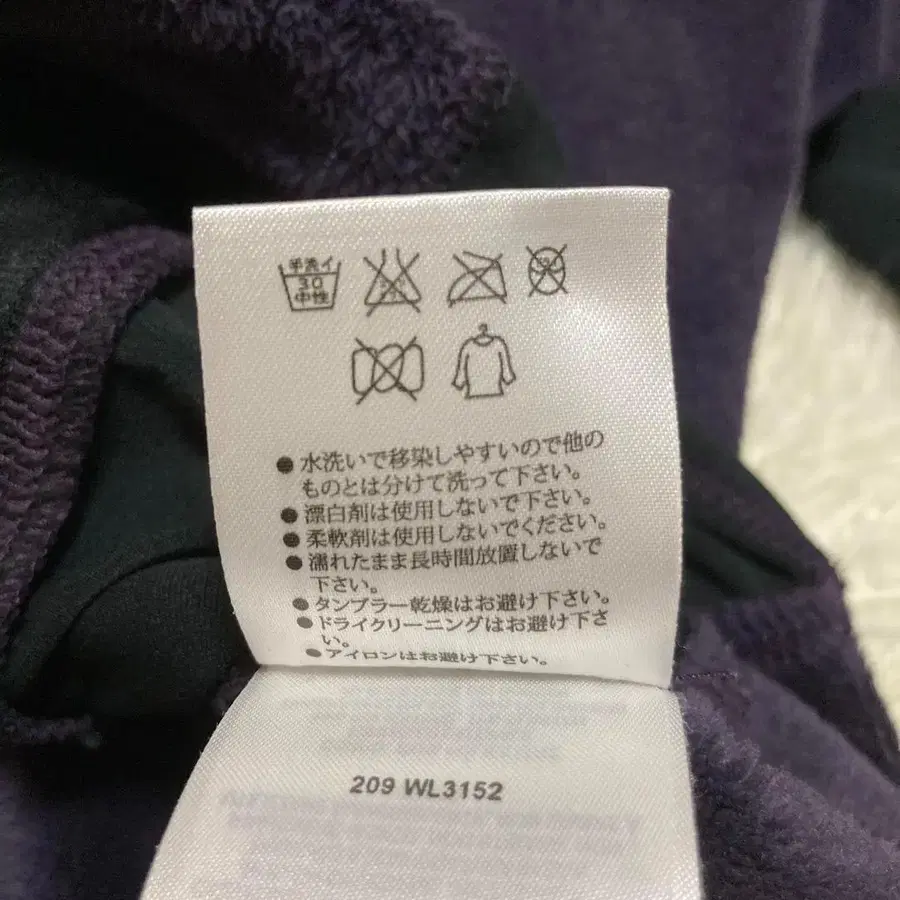 手洗イ
30
中性
● 水洗いで移染しやすいので他の
ものとは分けて洗って下さい。
● 漂白剤は使用しないで下さい。
● 柔軟剤は使用しないでください。
● 濡れたまま長時間放置しないで
下さい。
● タンブラー乾燥はお避け下さい。
● ドライクリーニングはお避け下さ
い。
● アイロンはお避け下さい。
209 WL3152